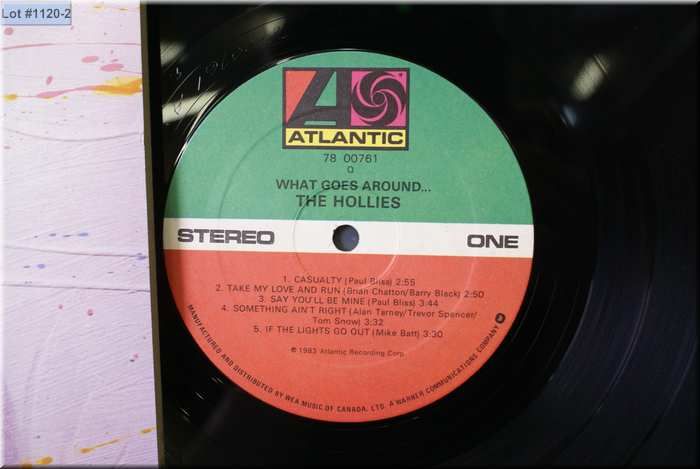 Lot #1120-2
ATLANTIC
78 00761
WHAT GOES AROUND...
THE HOLLIES
STEREO ONE
1. CASUALTY (Paul Bliss) 2:55
2. TAKE MY LOVE AND RUN (Brian Chatton/Barry Black) 2:50
3. SAY YOU'LL BE MINE (Paul Bliss) 3:44
4. SOMETHING AIN'T RIGHT (Alan Tarney/Trevor Spencer/
Tom Snow) 3:32
5. IF THE LIGHTS GO OUT (Mike Batt) 3:30
℗ 1983 Atlantic Recording Corp.
MANUFACTURED AND DISTRIBUTED BY WEA MUSIC OF CANADA, LTD. A WARNER COMMUNICATIONS COMPANY